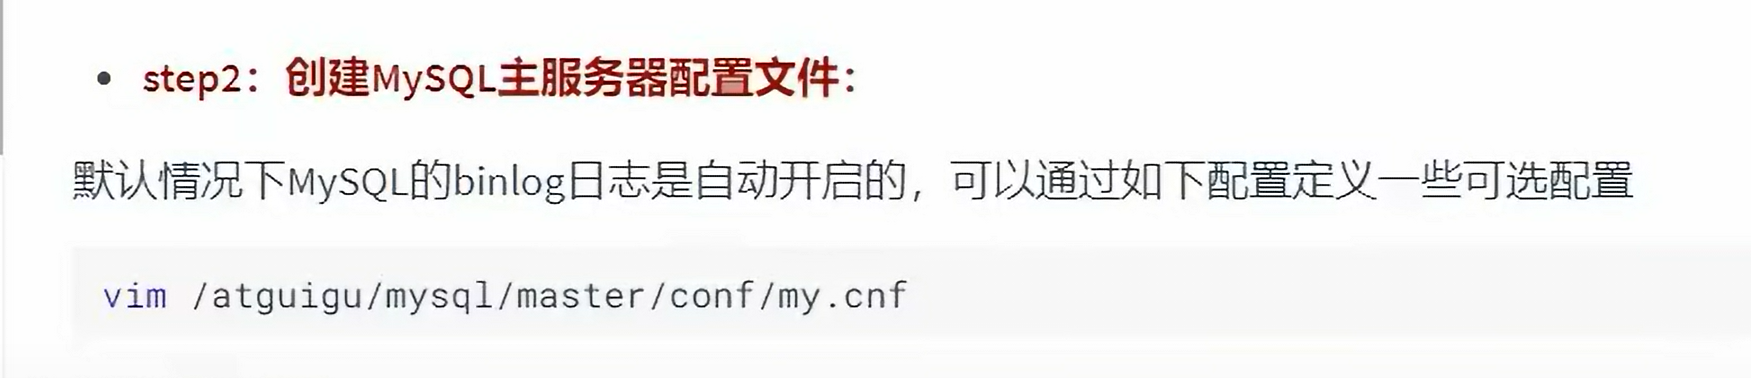 • step2：创建MySQL主服务器配置文件：
默认情况下MySQL的binlog日志是自动开启的，可以通过如下配置定义一些可选配置
vim /atguigu/mysql/master/conf/my.cnf